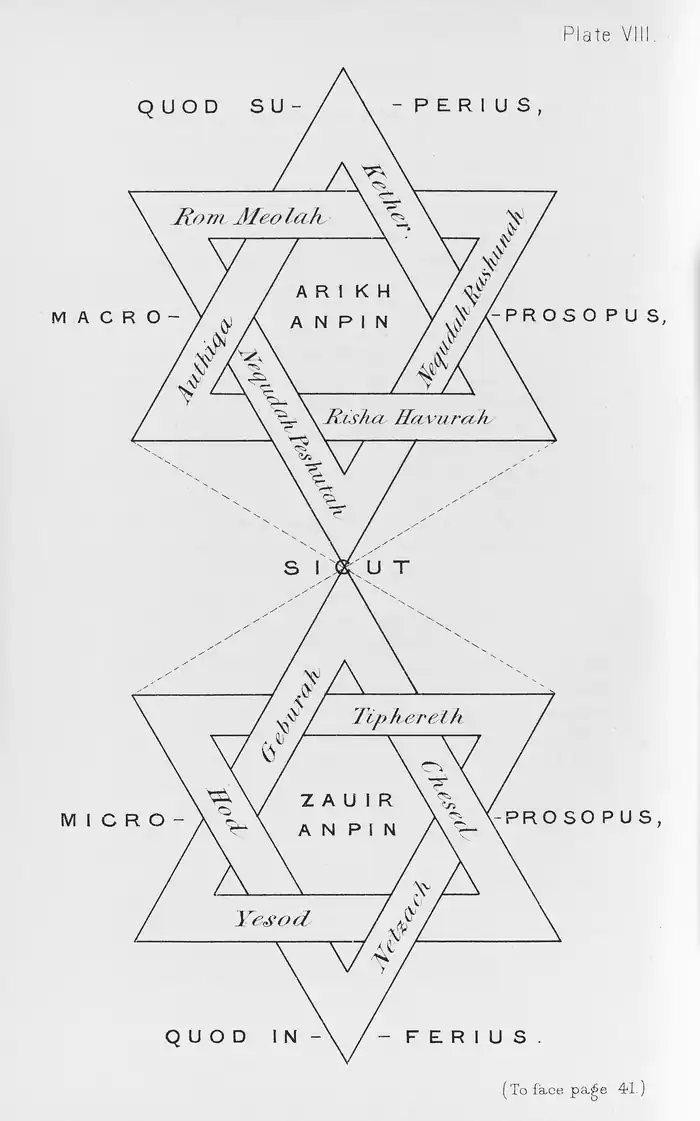 Plate VIII.
QUOD SU- -PERIUS,
Kether.
Rom Meolah
Nequdah Rashunah
ARIKH
ANPIN
MACRO- -PROSOPUS,
Authiqa
Nequdah Peshutah
Risha Havurah
SICUT
Geburah
Tiphereth
Hod
Chesed
ZAUIR
ANPIN
MICRO- -PROSOPUS,
Yesod
Netzach
QUOD IN- -FERIUS.
(To face page 41.)